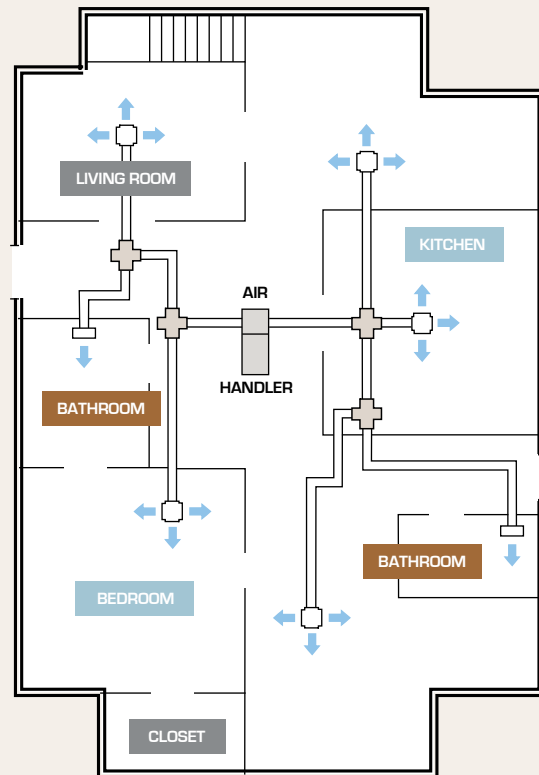 LIVING ROOM
KITCHEN
AIR
HANDLER
BATHROOM
BATHROOM
BEDROOM
CLOSET